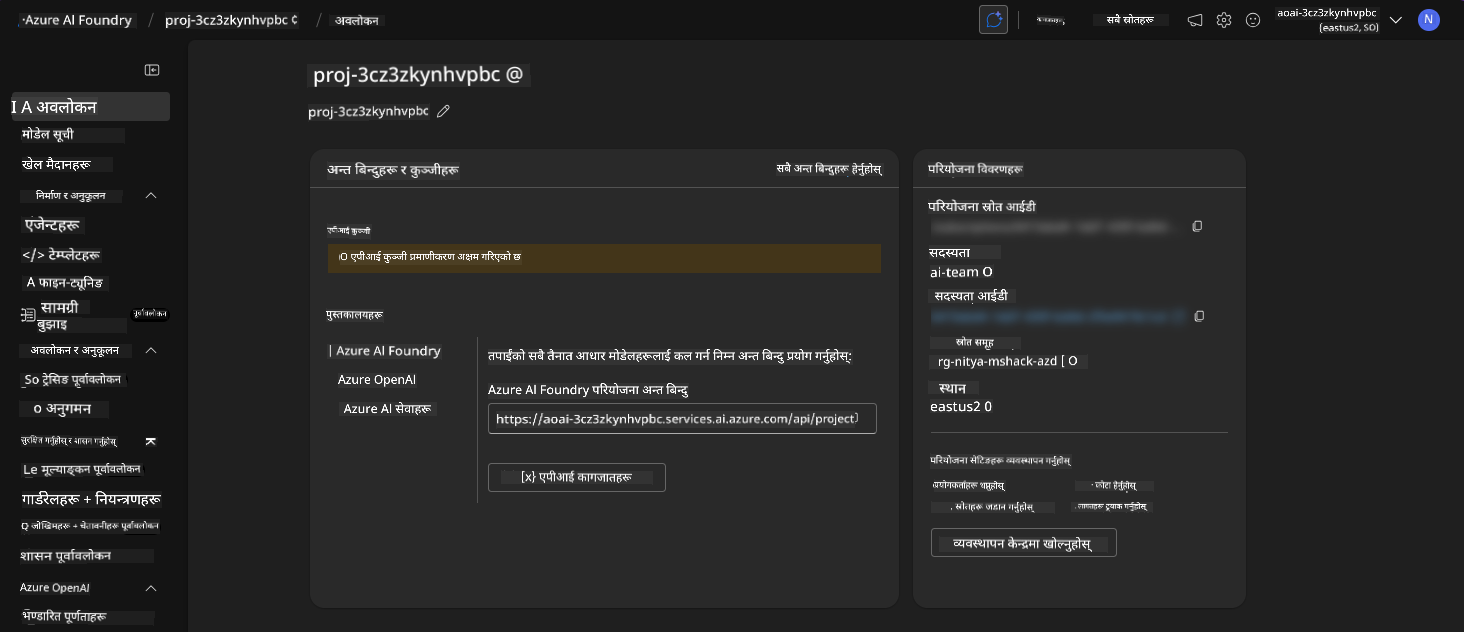 Azure AI Foundry / proj-3cz3zkynhvpbc ¢ / अवलोकन
सबै स्रोतहरू
aoai-3cz3zkynhvpbc
(eastus2, SO)
N
I A अवलोकन
मोडेल सूची
खेल मैदानहरू
निर्माण र अनुकूलन
एजेन्टहरू
</> टेम्प्लेटहरू
A फाइन-ट्यूनिङ
सामग्री
बुझाइ
पूर्वावलोकन
अवलोकन र अनुकूलन
So ट्रेसिङ पूर्वावलोकन
o अनुगमन
सुरक्षित गर्नुहोस् र शासन गर्नुहोस्
Le मूल्याङ्कन पूर्वावलोकन
गार्डरेलहरू + नियन्त्रणहरू
Q जोखिमहरू + चेतावनीहरू पूर्वावलोकन
शासन पूर्वावलोकन
Azure OpenAI
भण्डारित पूर्णताहरू
proj-3cz3zkynhvpbc @
proj-3cz3zkynhvpbc
अन्त बिन्दुहरू र कुञ्जीहरू
सबै अन्त बिन्दुहरू हेर्नुहोस्
एपीआई कुञ्जी
O एपीआई कुञ्जी प्रमाणीकरण अक्षम गरिएको छ
पुस्तकालयहरू
| Azure AI Foundry
Azure OpenAI
Azure AI सेवाहरू
तपाईंको सबै तैनात आधार मोडेलहरूलाई कल गर्न निम्न अन्त बिन्दु प्रयोग गर्नुहोस्:
Azure AI Foundry परियोजना अन्त बिन्दु
https://aoai-3cz3zkynhvpbc.services.ai.azure.com/api/project
[x} एपीआई कागजातहरू
परियोजना विवरणहरू
परियोजना स्रोत आईडी
सदस्यता
ai-team O
सदस्यता आईडी
स्रोत समूह
rg-nitya-mshack-azd [ O
स्थान
eastus2 0
परियोजना सेटिङहरू व्यवस्थापन गर्नुहोस्
प्रयोगकर्ताहरू थप्नुहोस्
कोटा हेर्नुहोस्
स्रोतहरू जडान गर्नुहोस्
लागतहरू ट्र्याक गर्नुहोस्
व्यवस्थापन केन्द्रमा खोल्नुहोस्